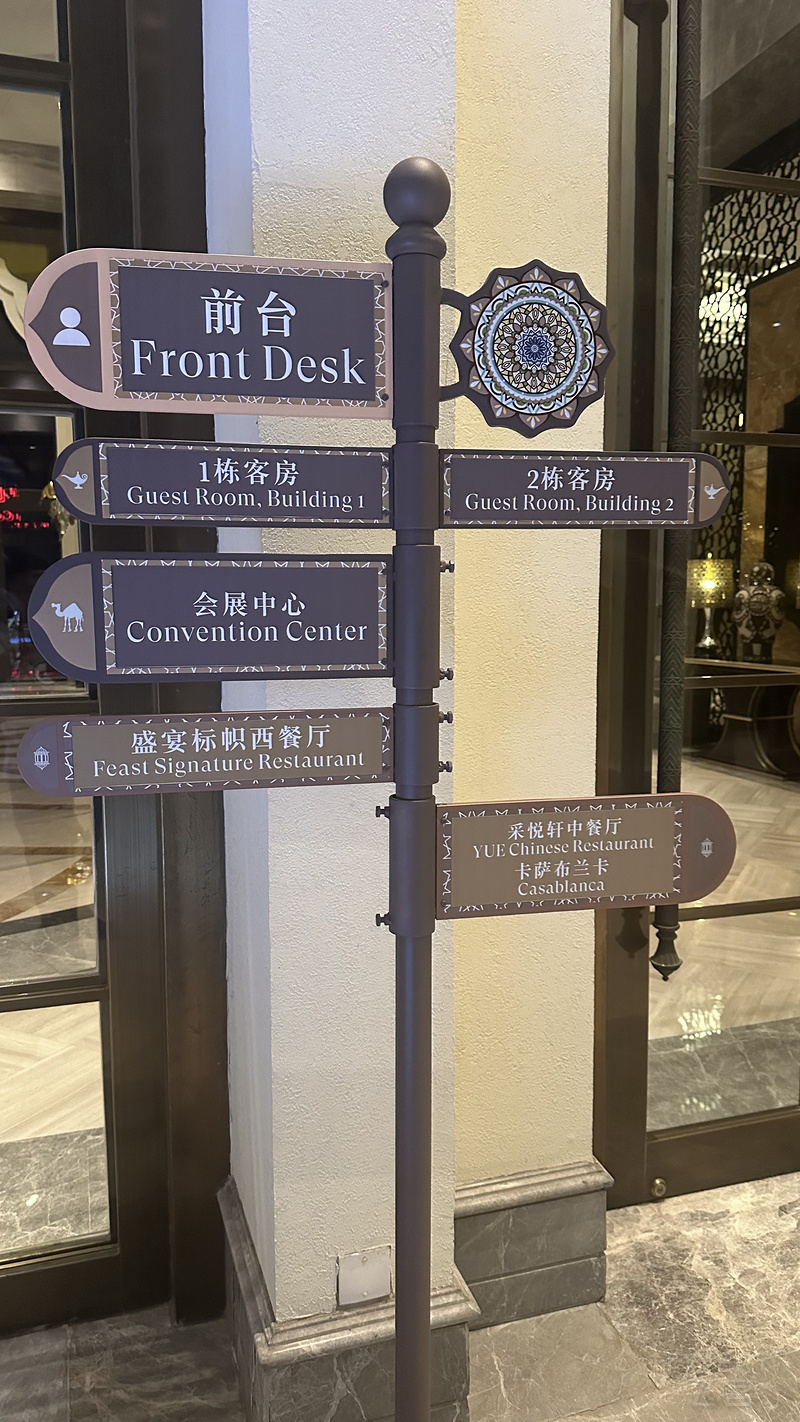 前台
Front Desk
1栋客房
Guest Room, Building 1
2栋客房
Guest Room, Building 2
会展中心
Convention Center
盛宴标帜西餐厅
Feast Signature Restaurant
采悦轩中餐厅
YUE Chinese Restaurant
卡萨布兰卡
Casablanca